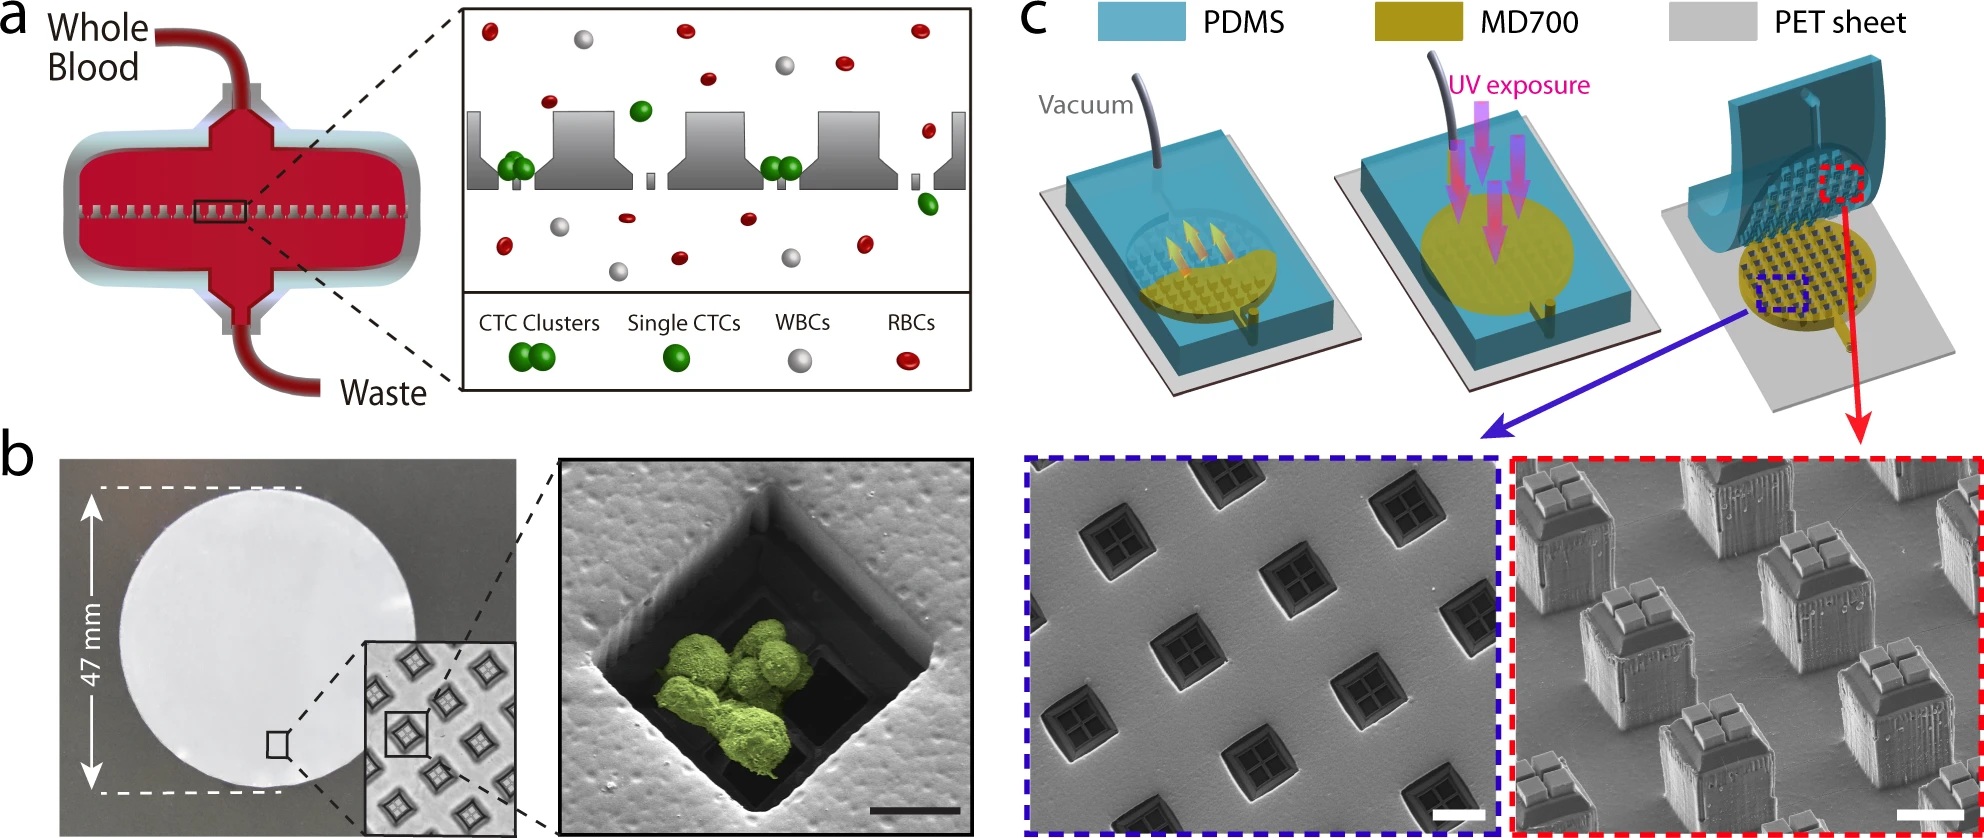 a
Whole
Blood
Waste
CTC Clusters
Single CTCs
WBCs
RBCs
b
47 mm
c
PDMS
MD700
PET sheet
Vacuum
UV exposure